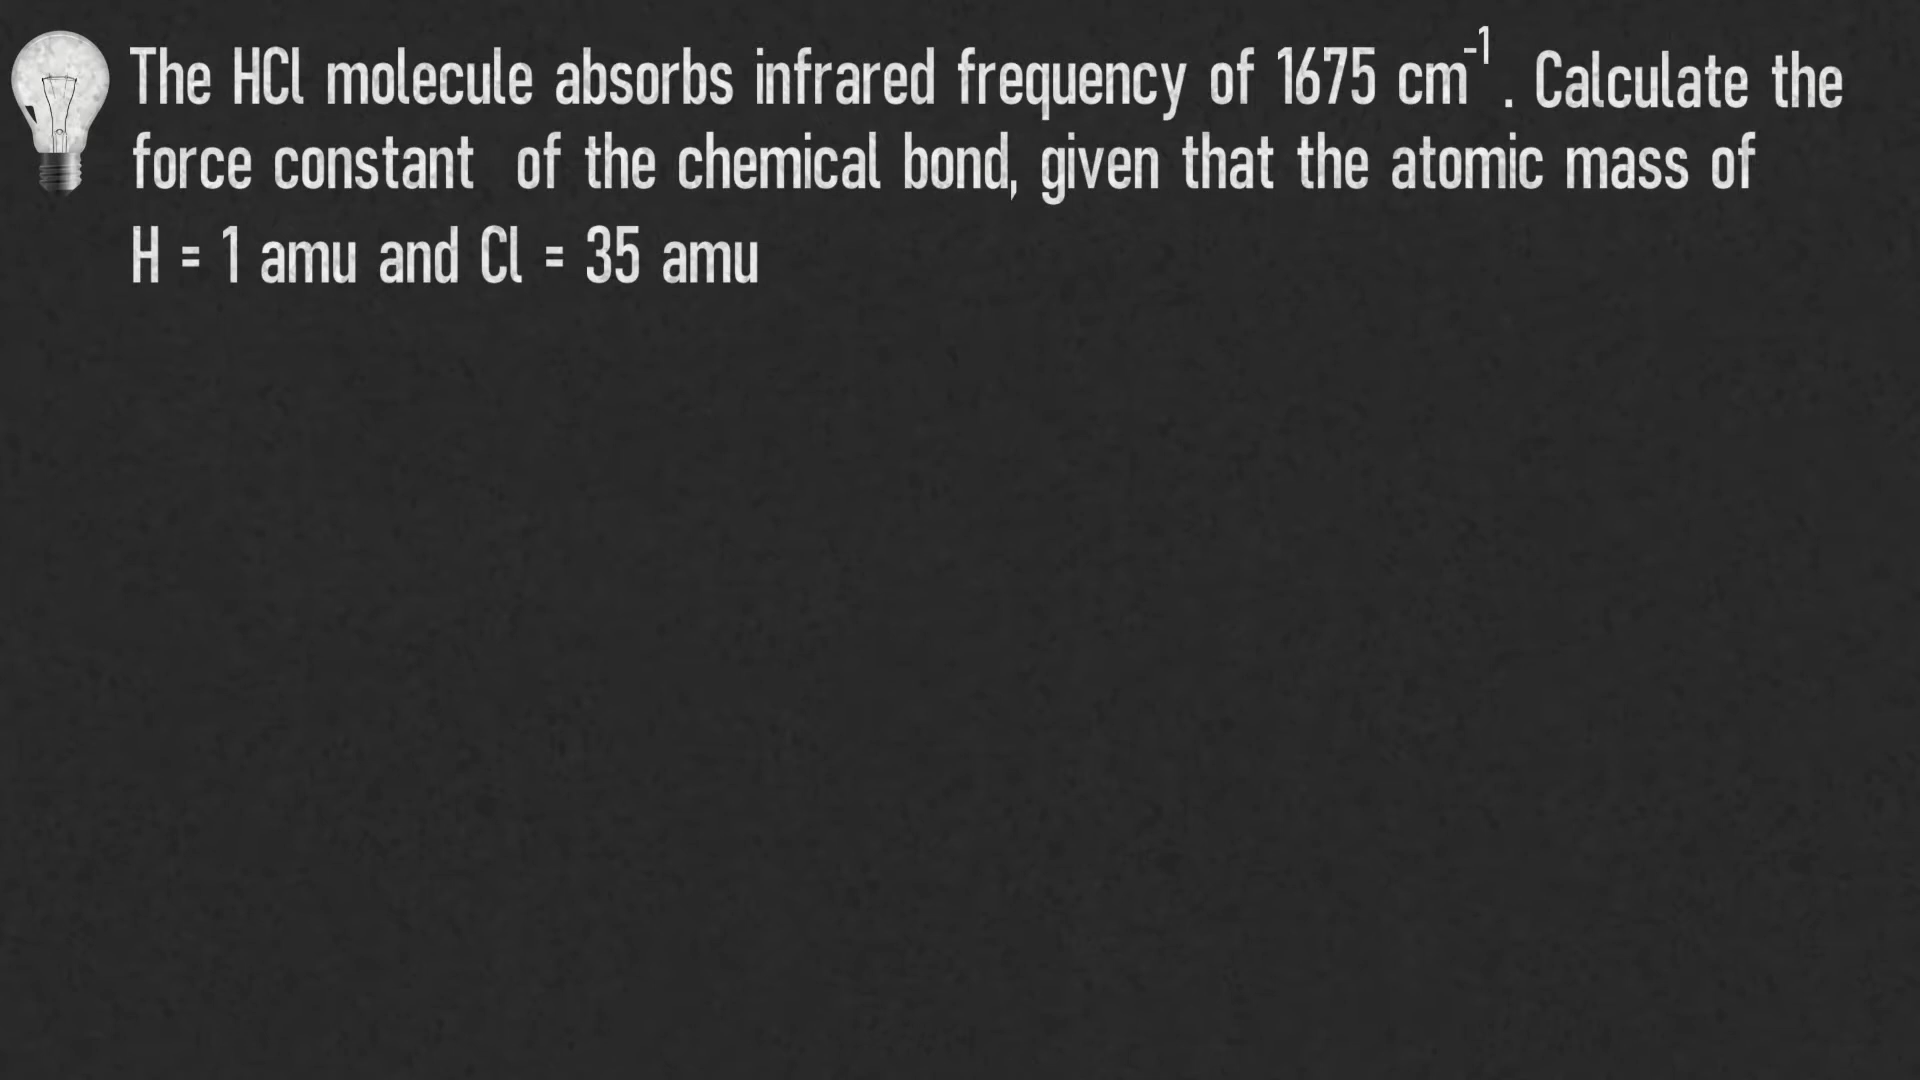 The HCl molecule absorbs infrared frequency of 1675 cm⁻¹. Calculate the
force constant of the chemical bond, given that the atomic mass of
H = 1 amu and Cl = 35 amu